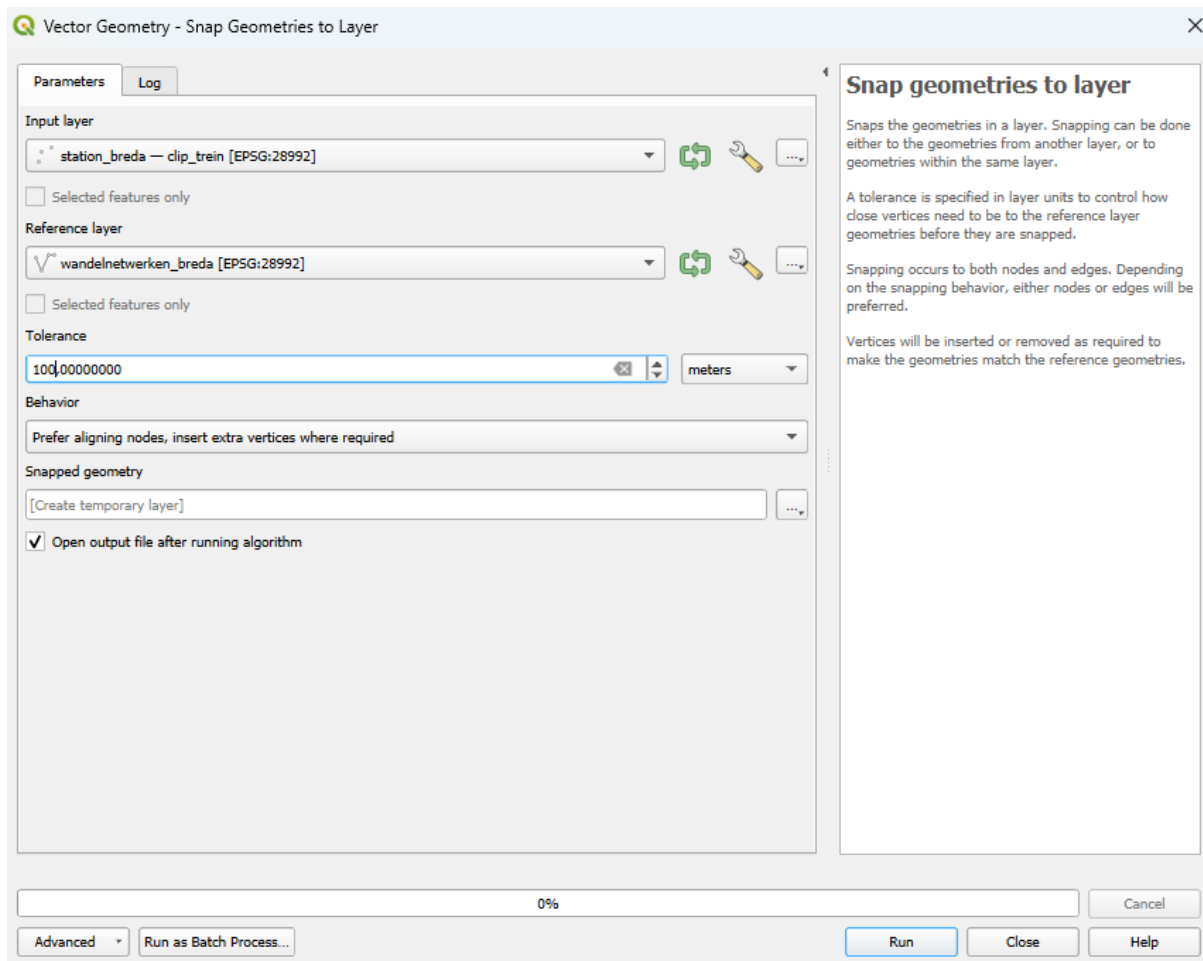 Vector Geometry - Snap Geometries to Layer
Parameters
Log
Input layer
station_breda — clip_trein [EPSG:28992]
...
Selected features only
Reference layer
wandelnetwerken_breda [EPSG:28992]
...
Selected features only
Tolerance
100,00000000
meters
Behavior
Prefer aligning nodes, insert extra vertices where required
Snapped geometry
[Create temporary layer]
...
Open output file after running algorithm
Snap geometries to layer
Snaps the geometries in a layer. Snapping can be done
either to the geometries from another layer, or to
geometries within the same layer.
A tolerance is specified in layer units to control how
close vertices need to be to the reference layer
geometries before they are snapped.
Snapping occurs to both nodes and edges. Depending
on the snapping behavior, either nodes or edges will be
preferred.
Vertices will be inserted or removed as required to
make the geometries match the reference geometries.
0%
Cancel
Advanced
Run as Batch Process...
Run
Close
Help